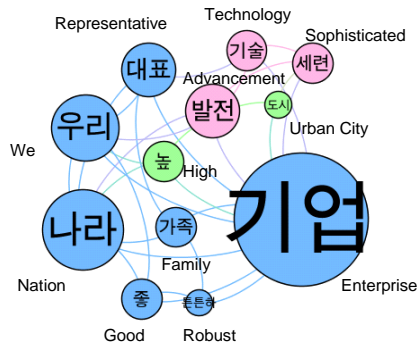 Technology
Representative
Sophisticated
기술
대표
세련
Advancement
발전
도시
우리
Urban City
We
높
High
기업
나라
가족
Family
Nation
Enterprise
좋
튼튼하
Good
Robust